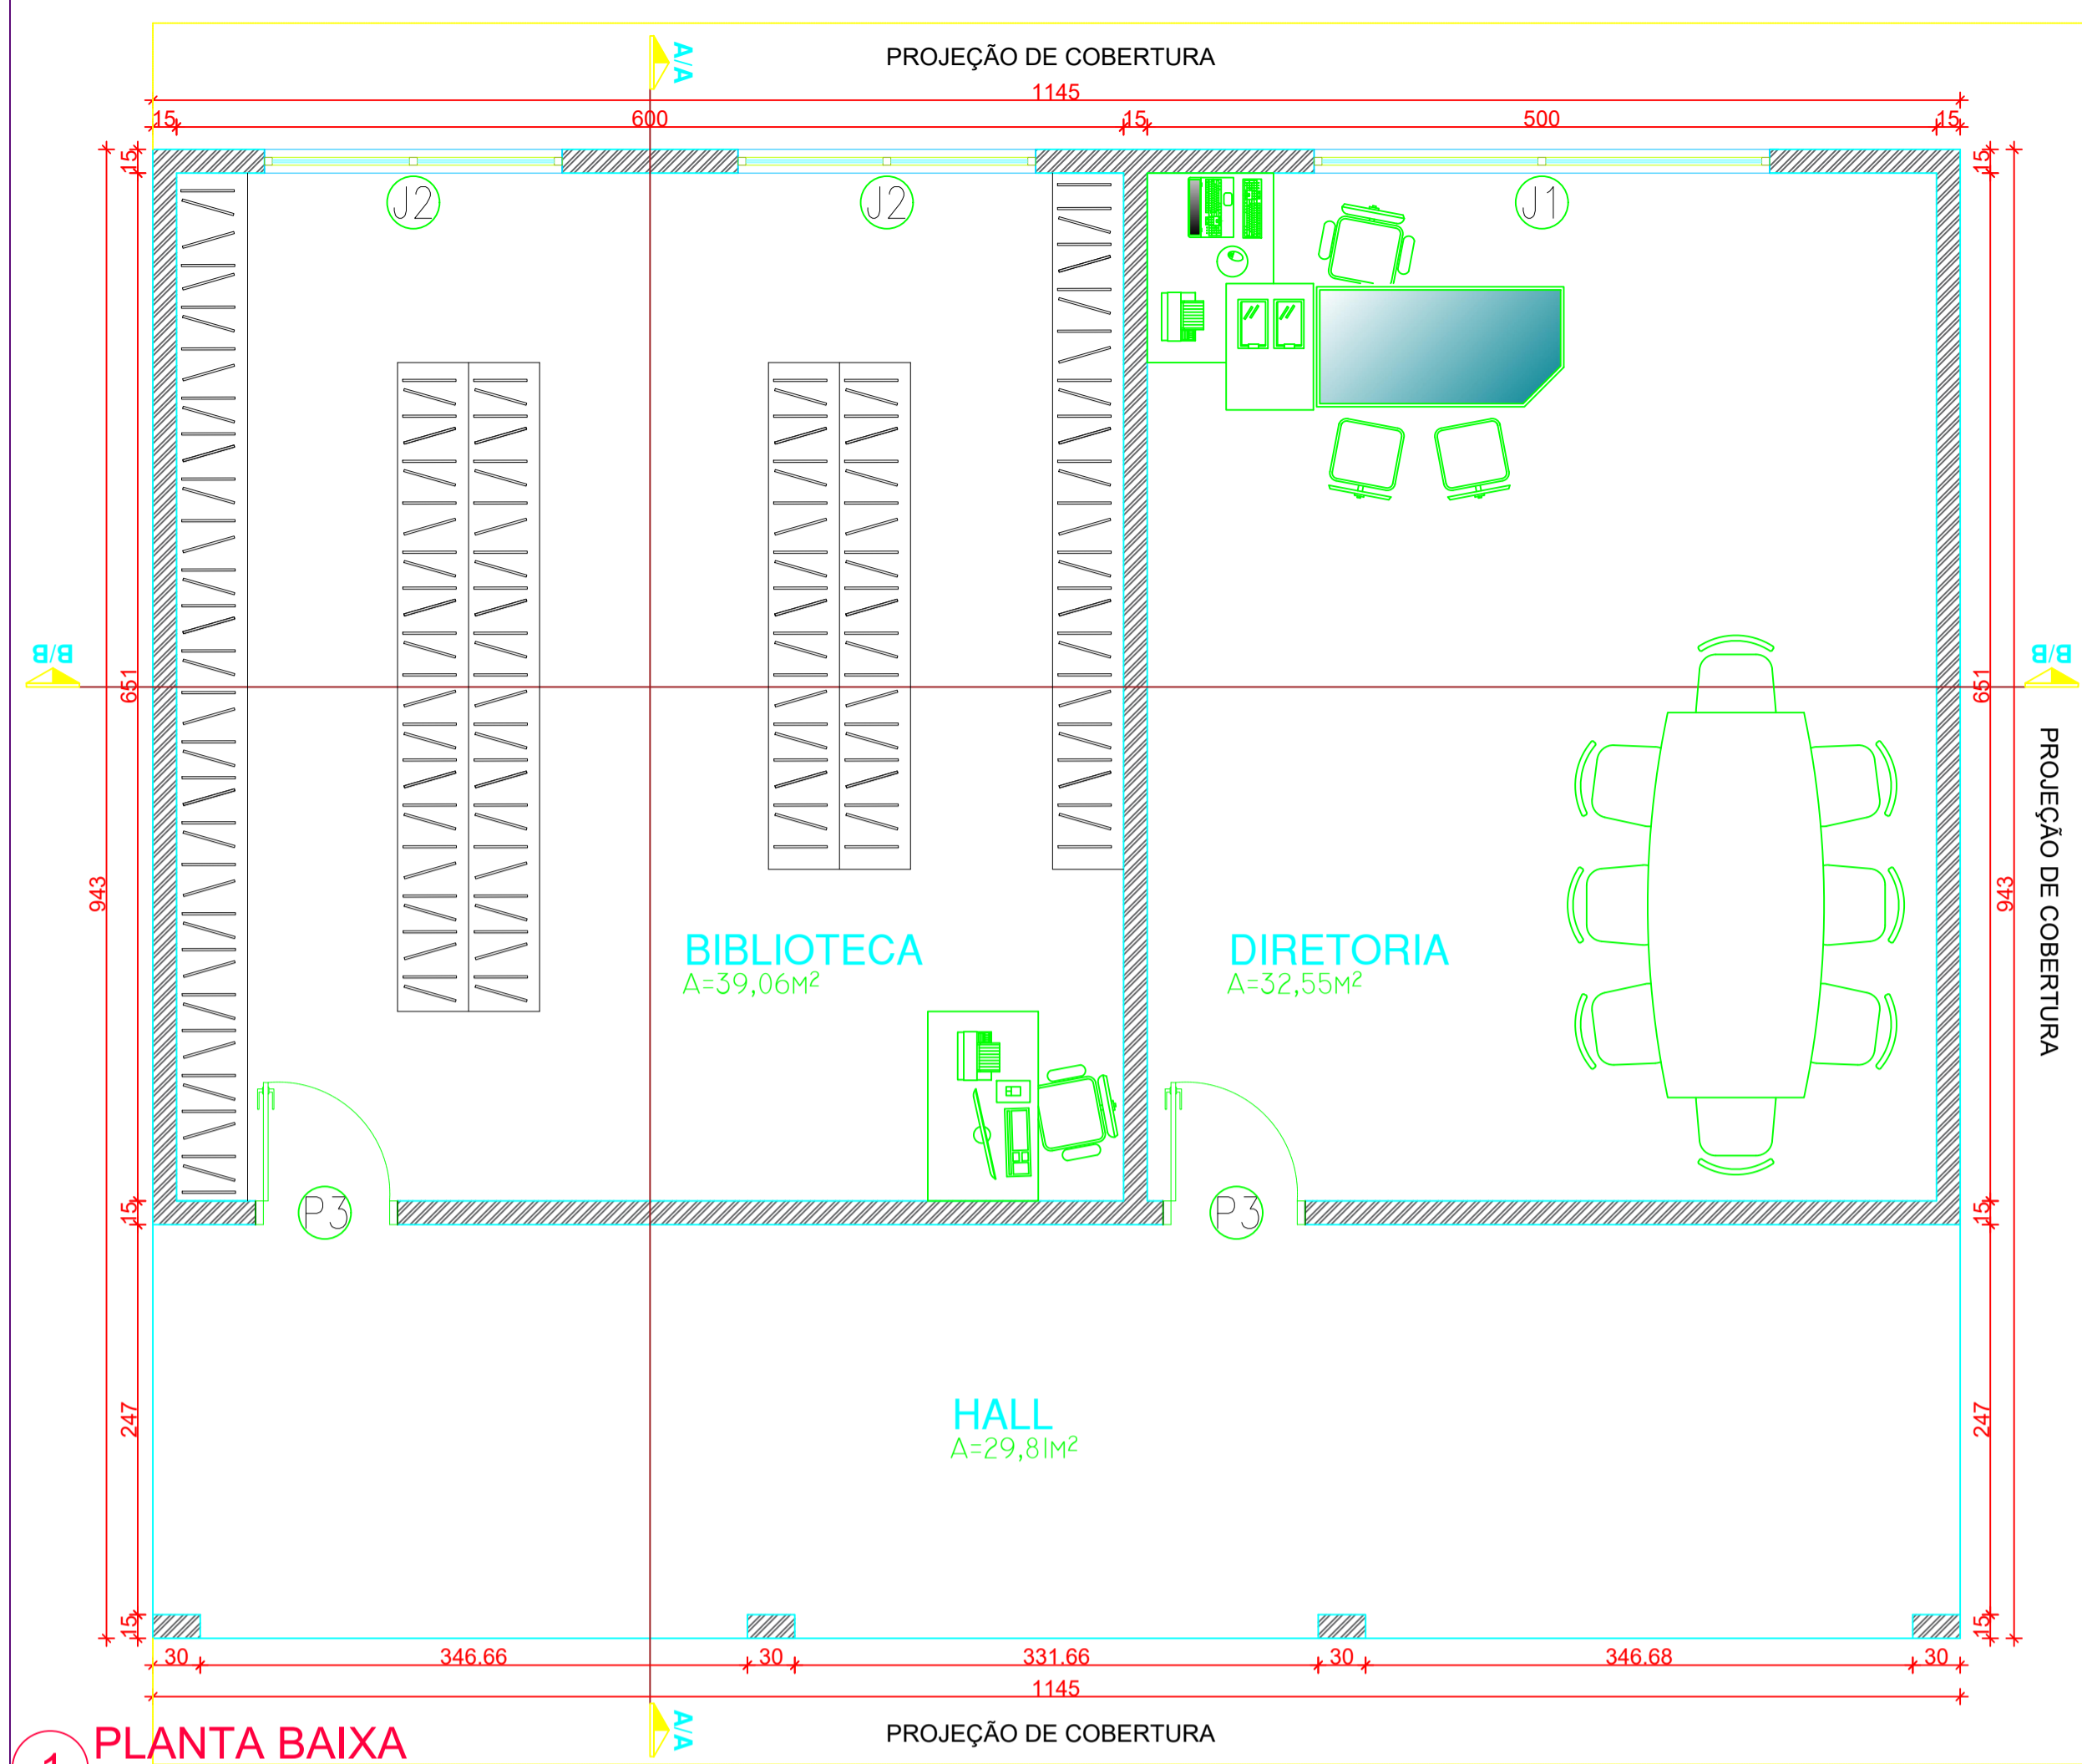 PROJEÇÃO DE COBERTURA
A/A
1145
15
600
15
500
15
15
15
J2
J2
J1
B/B
B/B
651
651
PROJEÇÃO DE COBERTURA
943
943
BIBLIOTECA
A=39,06M²
DIRETORIA
A=32,55M²
15
P3
P3
15
247
HALL
A=29,81M²
247
15
15
30
346.66
30
331.66
30
346.68
30
1145
A/A
PROJEÇÃO DE COBERTURA
1
PLANTA BAIXA